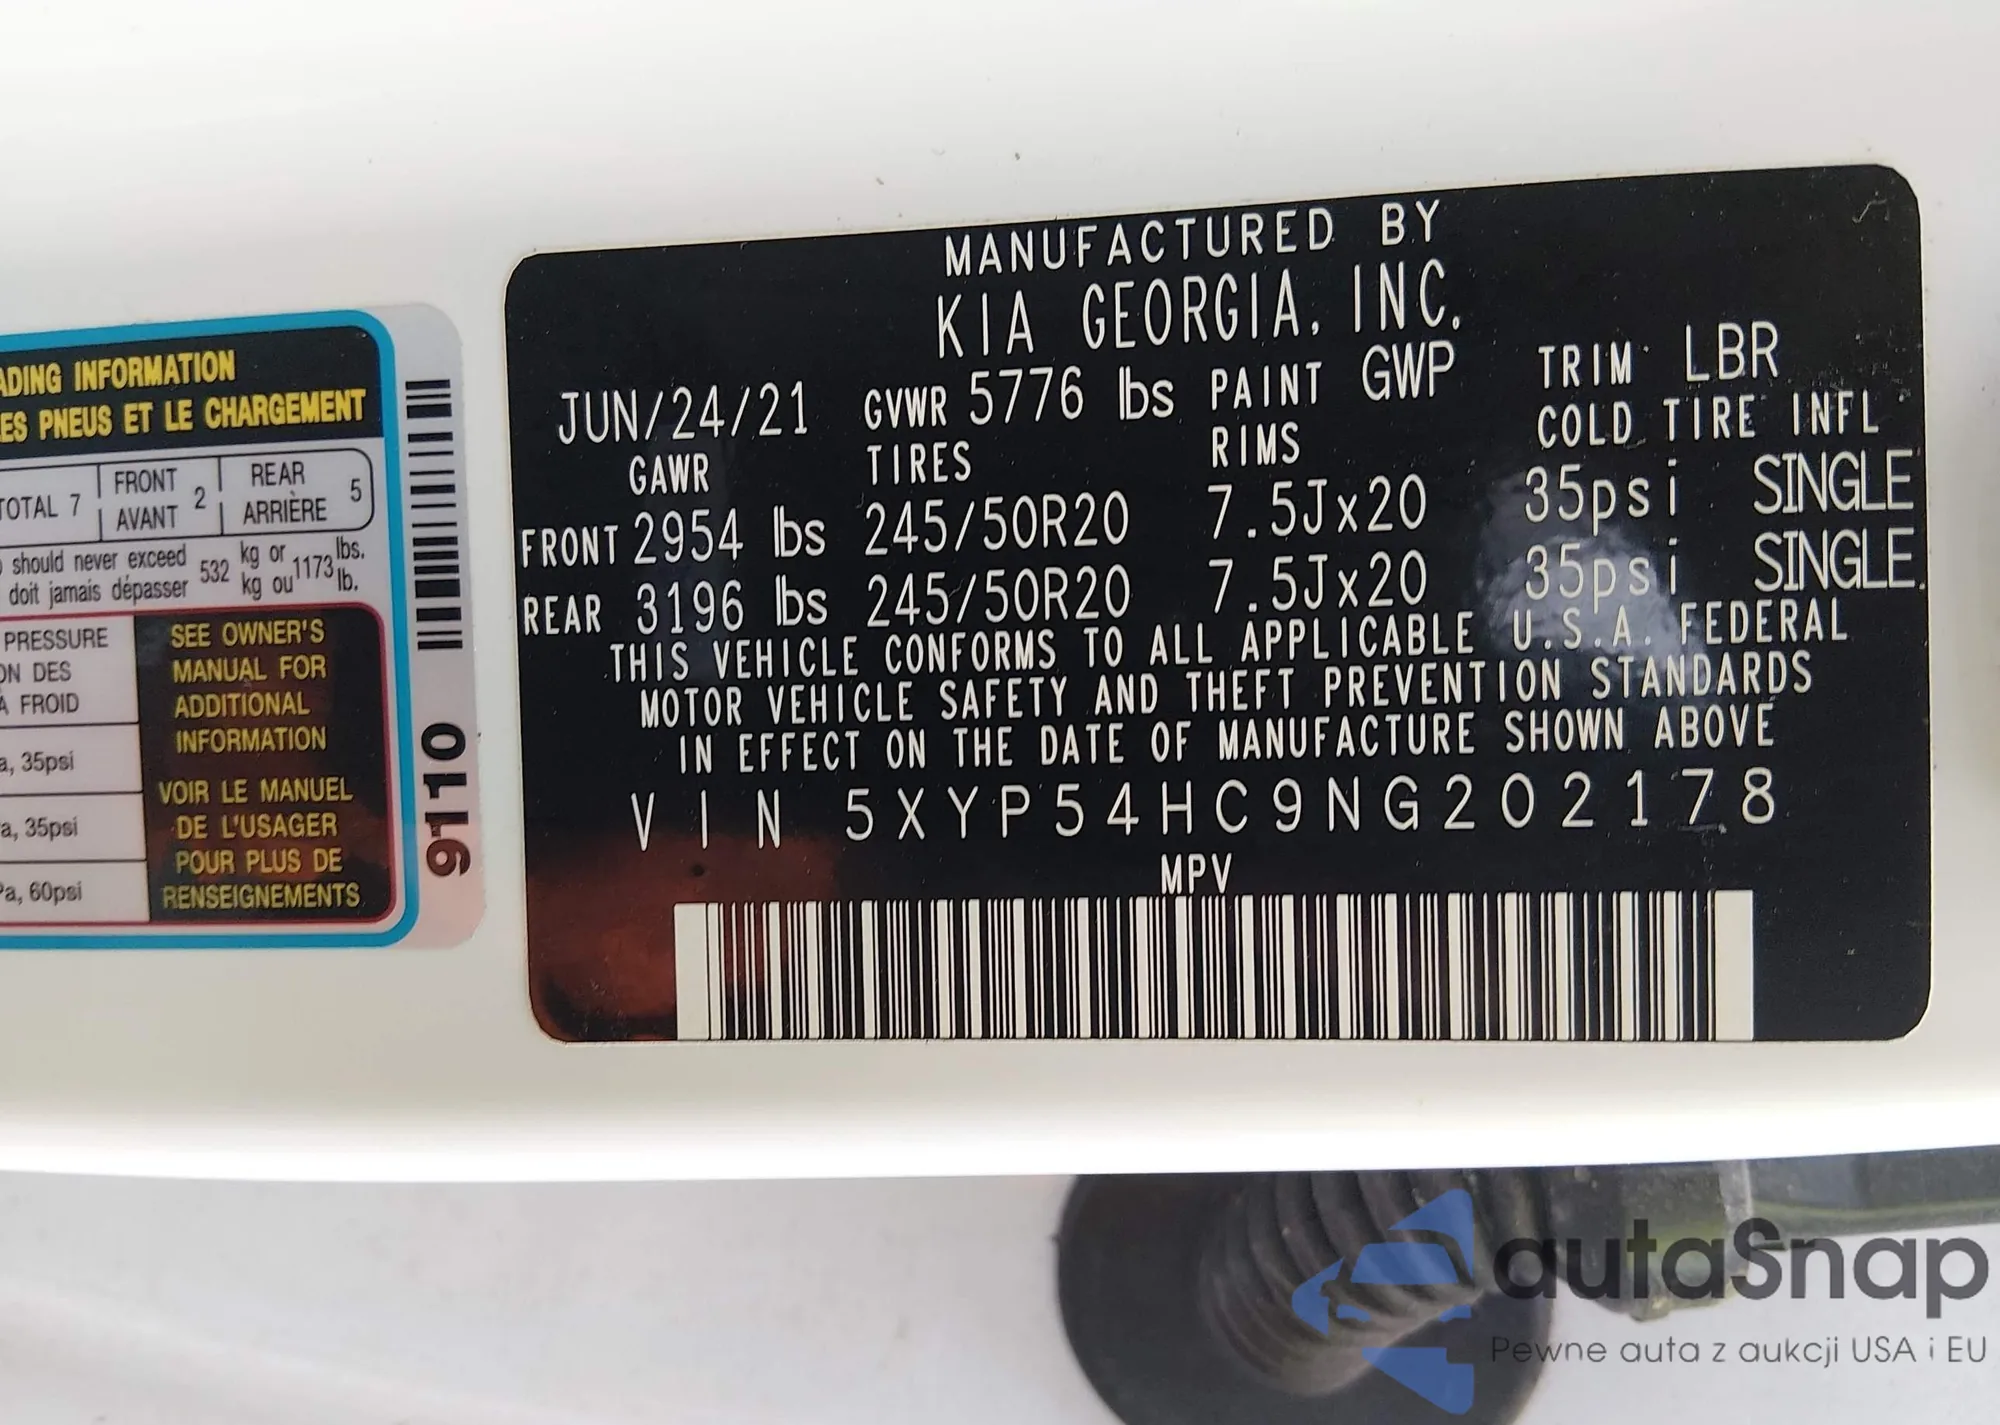 MANUFACTURED BY
KIA GEORGIA, INC.
JUN/24/21 GVWR 5776 lbs PAINT GWP TRIM LBR
GAWR TIRES RIMS COLD TIRE INFL
FRONT 2954 lbs 245/50R20 7.5Jx20 35psi SINGLE
REAR 3196 lbs 245/50R20 7.5Jx20 35psi SINGLE.
THIS VEHICLE CONFORMS TO ALL APPLICABLE U.S.A. FEDERAL
MOTOR VEHICLE SAFETY AND THEFT PREVENTION STANDARDS
IN EFFECT ON THE DATE OF MANUFACTURE SHOWN ABOVE
VIN 5XYP54HC9NG202178
MPV
ADING INFORMATION
LES PNEUS ET LE CHARGEMENT
TOTAL 7 FRONT AVANT 2 REAR ARRIÈRE 5
should never exceed 532 kg or 1173 lbs.
doit jamais dépasser kg ou lb.
PRESSURE
ON DES
À FROID
a, 35psi
a, 35psi
Pa, 60psi
SEE OWNER'S
MANUAL FOR
ADDITIONAL
INFORMATION
VOIR LE MANUEL
DE L'USAGER
POUR PLUS DE
RENSEIGNEMENTS
9110
autaSnap
Pewne auta z aukcji USA i EU